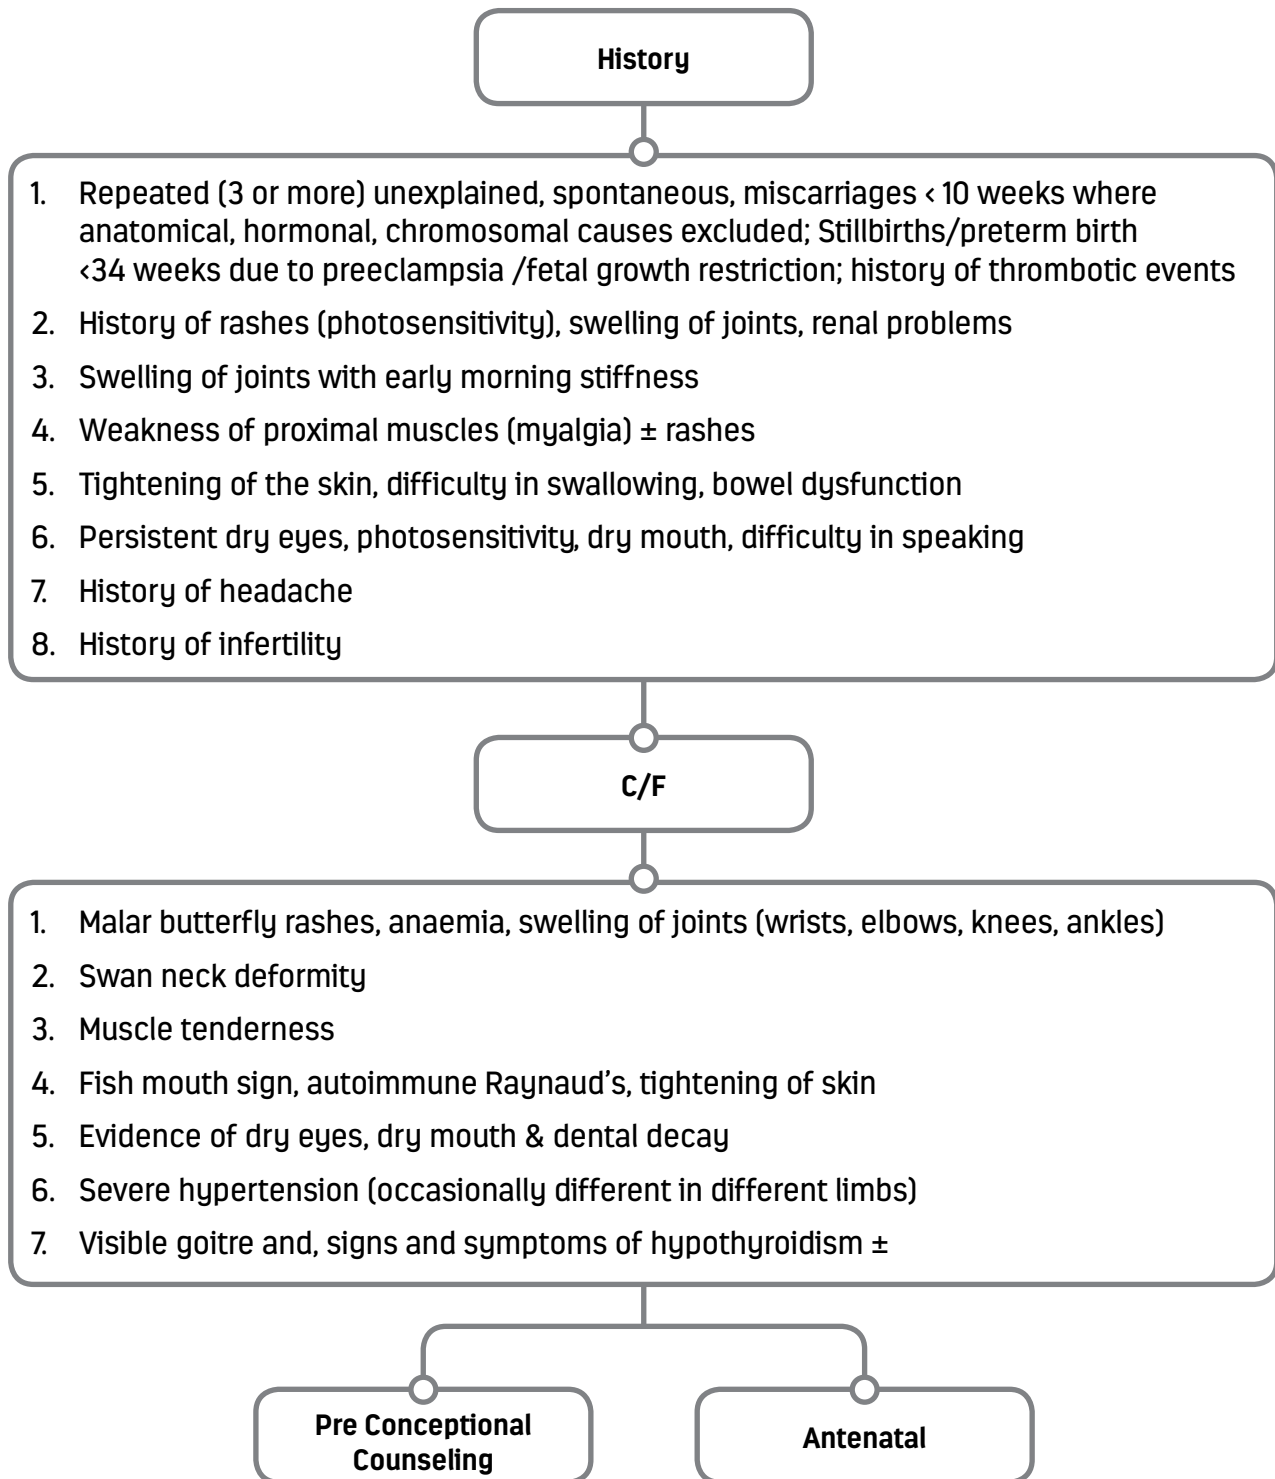 History
1. Repeated (3 or more) unexplained, spontaneous, miscarriages < 10 weeks where
anatomical, hormonal, chromosomal causes excluded; Stillbirths/preterm birth
<34 weeks due to preeclampsia /fetal growth restriction; history of thrombotic events
2. History of rashes (photosensitivity), swelling of joints, renal problems
3. Swelling of joints with early morning stiffness
4. Weakness of proximal muscles (myalgia) ± rashes
5. Tightening of the skin, difficulty in swallowing, bowel dysfunction
6. Persistent dry eyes, photosensitivity, dry mouth, difficulty in speaking
7. History of headache
8. History of infertility
C/F
1. Malar butterfly rashes, anaemia, swelling of joints (wrists, elbows, knees, ankles)
2. Swan neck deformity
3. Muscle tenderness
4. Fish mouth sign, autoimmune Raynaud's, tightening of skin
5. Evidence of dry eyes, dry mouth & dental decay
6. Severe hypertension (occasionally different in different limbs)
7. Visible goitre and, signs and symptoms of hypothyroidism ±
Pre Conceptional
Counseling
Antenatal